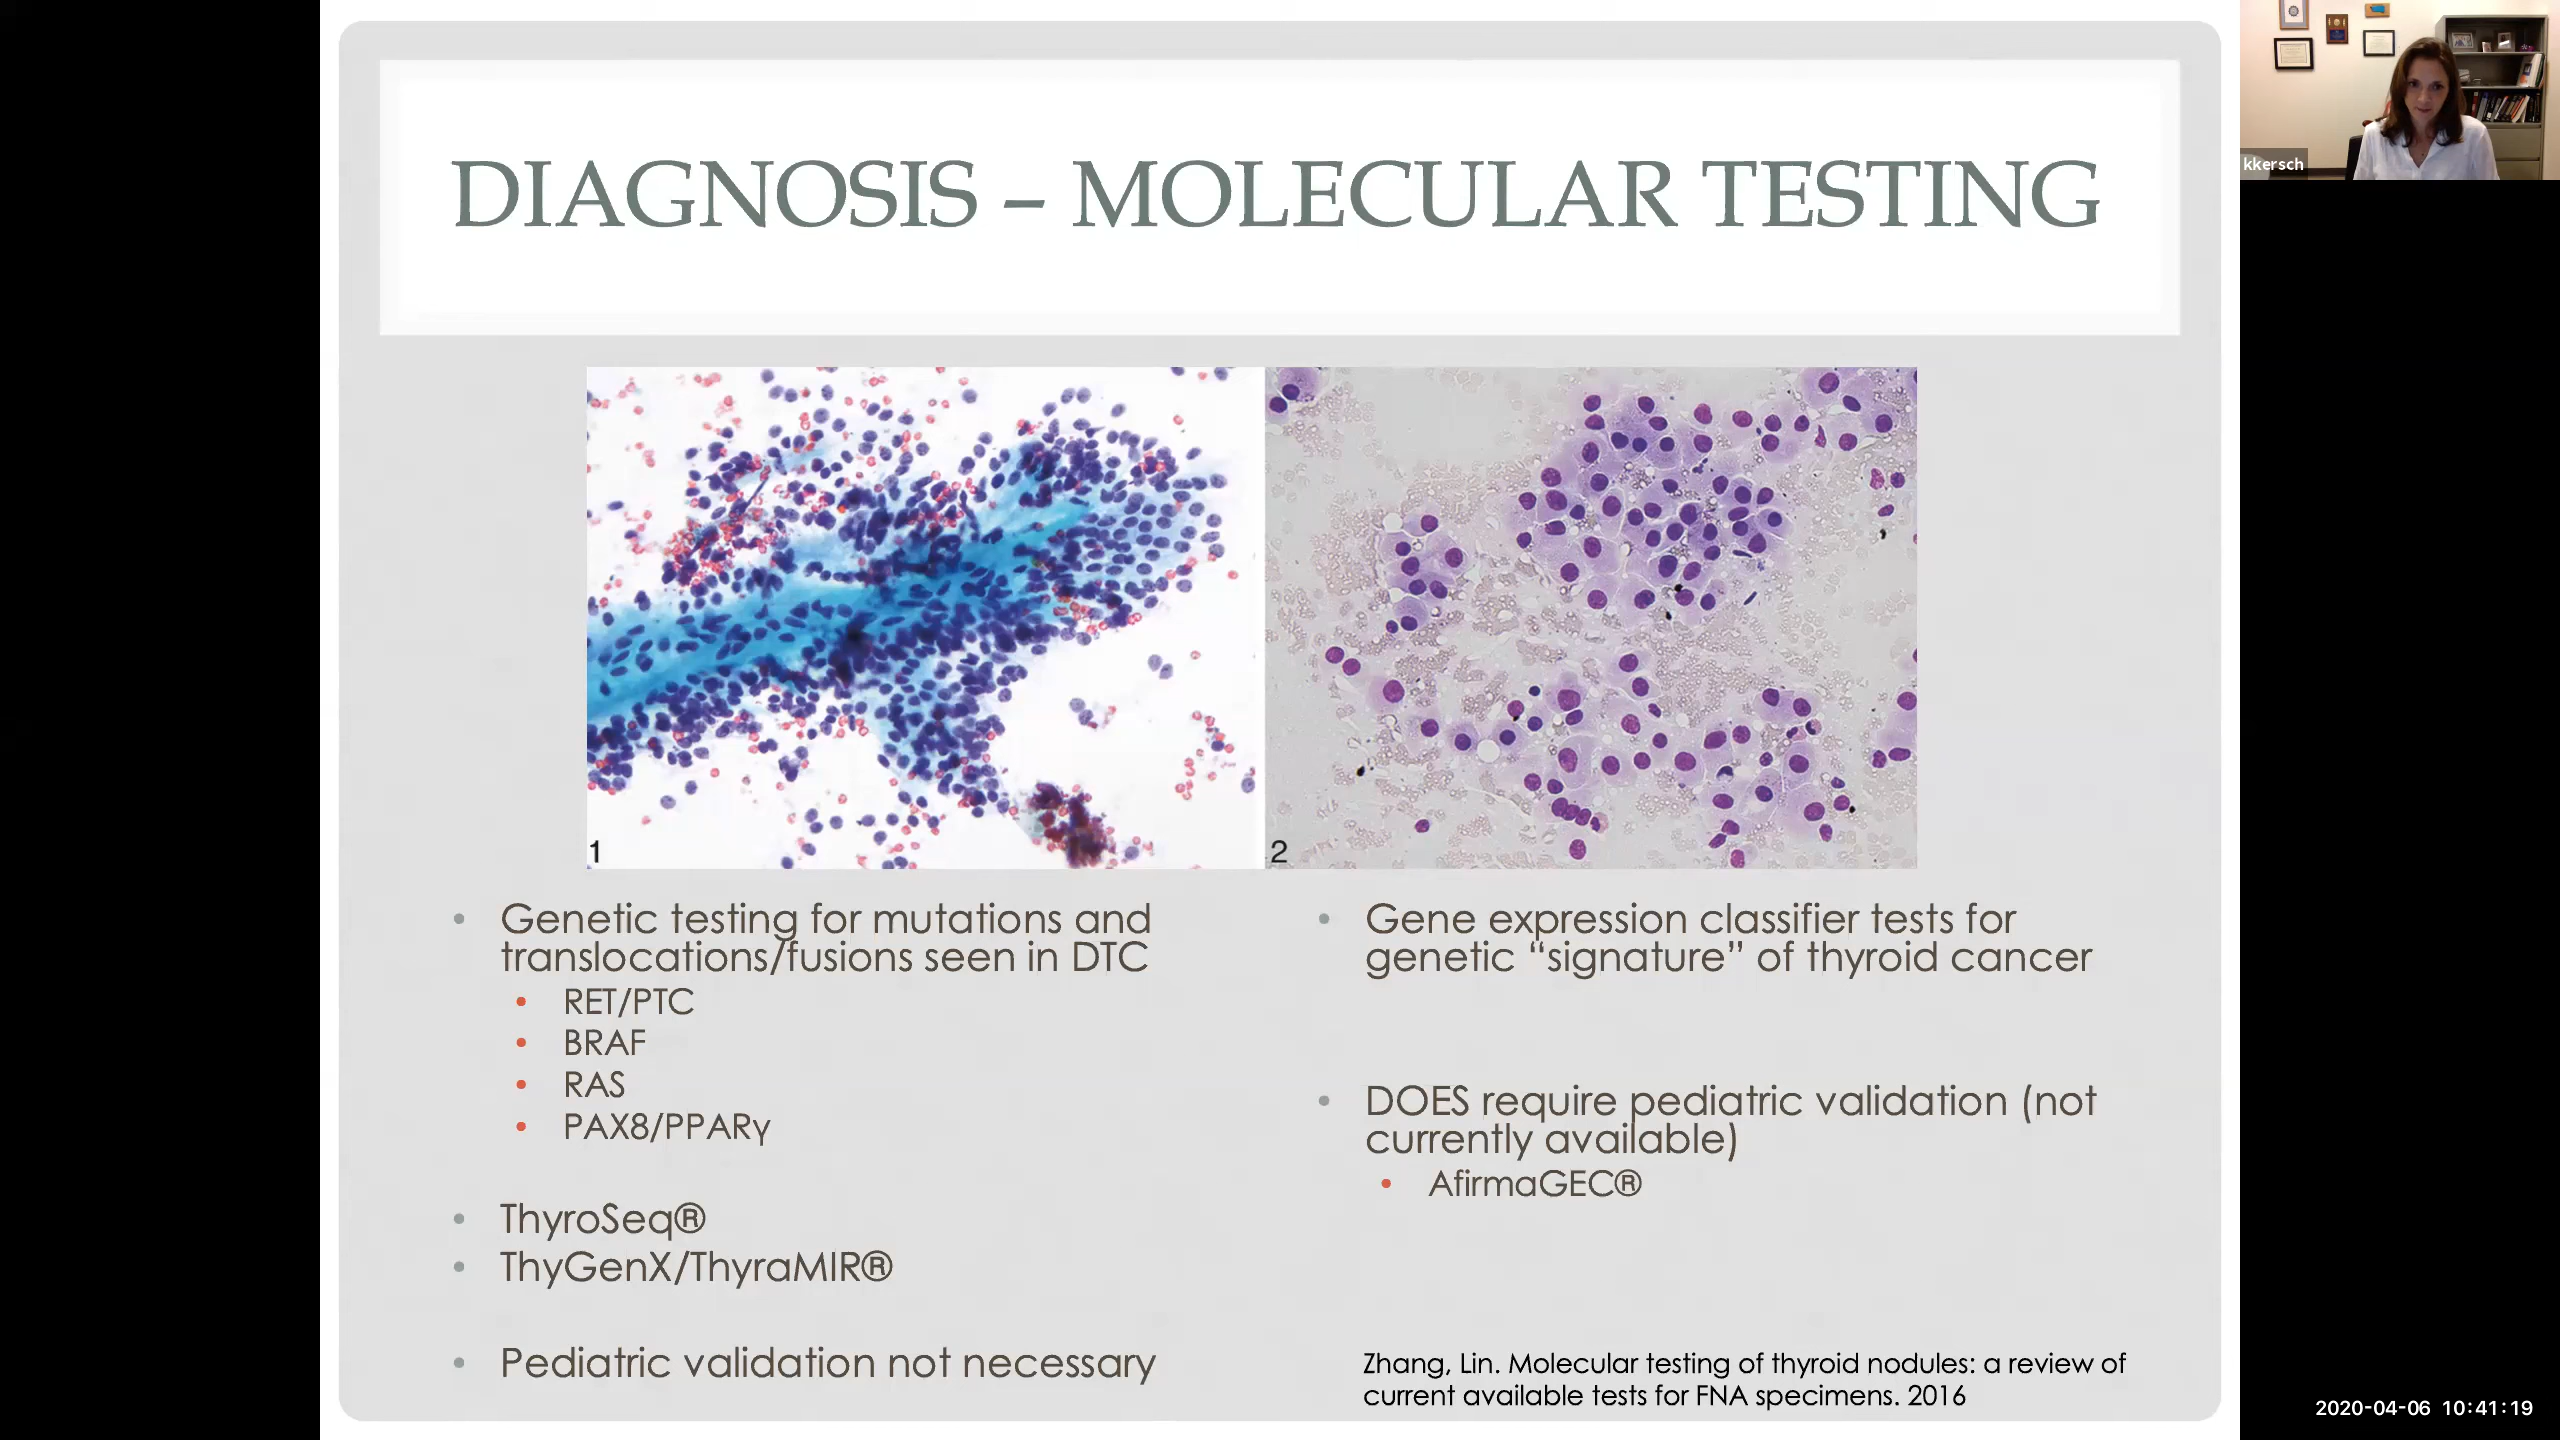 DIAGNOSIS – MOLECULAR TESTING
kkersch
1
2
• Genetic testing for mutations and
translocations/fusions seen in DTC
• RET/PTC
• BRAF
• RAS
• PAX8/PPARγ
• ThyroSeq®
• ThyGenX/ThyraMIR®
• Pediatric validation not necessary
• Gene expression classifier tests for
genetic “signature” of thyroid cancer
• DOES require pediatric validation (not
currently available)
• AfirmaGEC®
Zhang, Lin. Molecular testing of thyroid nodules: a review of
current available tests for FNA specimens. 2016
2020-04-06 10:41:19